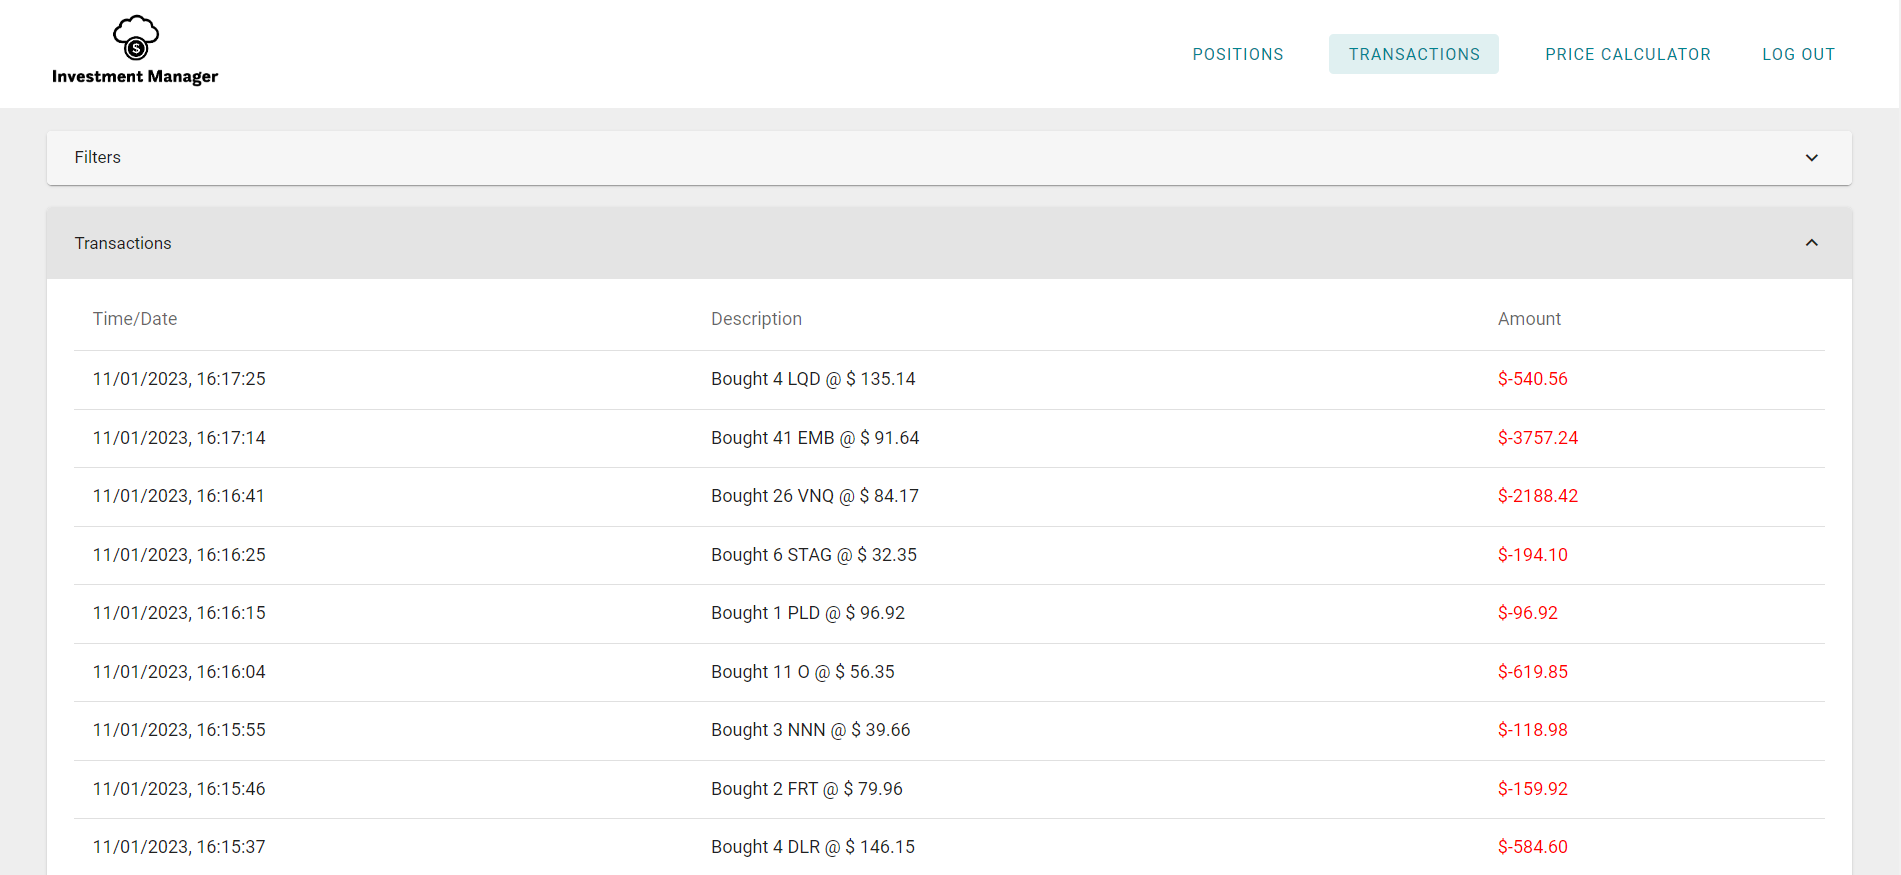 $
Investment Manager
POSITIONS TRANSACTIONS PRICE CALCULATOR LOG OUT
Filters
Transactions
Time/Date Description Amount
11/01/2023, 16:17:25 Bought 4 LQD @ $ 135.14 $-540.56
11/01/2023, 16:17:14 Bought 41 EMB @ $ 91.64 $-3757.24
11/01/2023, 16:16:41 Bought 26 VNQ @ $ 84.17 $-2188.42
11/01/2023, 16:16:25 Bought 6 STAG @ $ 32.35 $-194.10
11/01/2023, 16:16:15 Bought 1 PLD @ $ 96.92 $-96.92
11/01/2023, 16:16:04 Bought 11 O @ $ 56.35 $-619.85
11/01/2023, 16:15:55 Bought 3 NNN @ $ 39.66 $-118.98
11/01/2023, 16:15:46 Bought 2 FRT @ $ 79.96 $-159.92
11/01/2023, 16:15:37 Bought 4 DLR @ $ 146.15 $-584.60